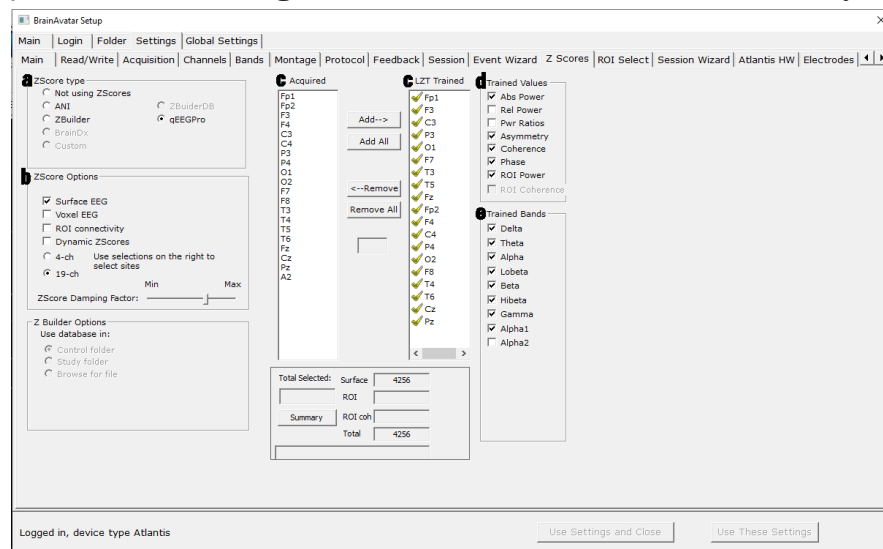 BrainAvatar Setup
Main Login Folder Settings Global Settings
Main Read/Write Acquisition Channels Bands Montage Protocol Feedback Session Event Wizard Z Scores ROI Select Session Wizard Atlantis HW Electrodes
a ZScore type
Not using ZScores
ANI ZBuiderDB
ZBuilder qEEGPro
BrainDx
Custom
b ZScore Options
Surface EEG
Voxel EEG
ROI connectivity
Dynamic ZScores
4-ch Use selections on the right to
select sites
19-ch
Min Max
ZScore Damping Factor:
Z Builder Options
Use database in:
Control folder
Study folder
Browse for file
c Acquired
Fp1
Fp2
F3
F4
C3
C4
P3
P4
O1
O2
F7
F8
T3
T4
T5
T6
Fz
Cz
Pz
A2
Add-->
Add All
<--Remove
Remove All
c LZT Trained
Fp1
F3
C3
P3
O1
F7
T3
T5
Fz
Fp2
F4
C4
P4
O2
F8
T4
T6
Cz
Pz
d Trained Values
Abs Power
Rel Power
Pwr Ratios
Asymmetry
Coherence
Phase
ROI Power
ROI Coherence
e Trained Bands
Delta
Theta
Alpha
Lobeta
Beta
Hibeta
Gamma
Alpha1
Alpha2
Total Selected: Surface 4256
ROI
Summary ROI coh
Total 4256
Logged in, device type Atlantis
Use Settings and Close Use These Settings